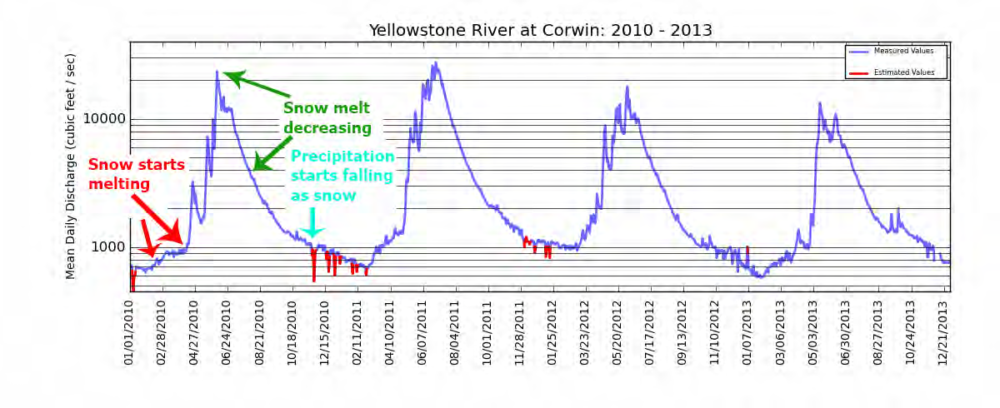 Yellowstone River at Corwin: 2010 - 2013
Measured Values
Estimated Values
Mean Daily Discharge (cubic feet / sec)
10000
1000
Snow melt
decreasing
Precipitation
starts falling
as snow
Snow starts
melting
01/01/2010
02/28/2010
04/27/2010
06/24/2010
08/21/2010
10/18/2010
12/15/2010
02/11/2011
04/10/2011
06/07/2011
08/04/2011
10/01/2011
11/28/2011
01/25/2012
03/23/2012
05/20/2012
07/17/2012
09/13/2012
11/10/2012
01/07/2013
03/06/2013
05/03/2013
06/30/2013
08/27/2013
10/24/2013
12/21/2013